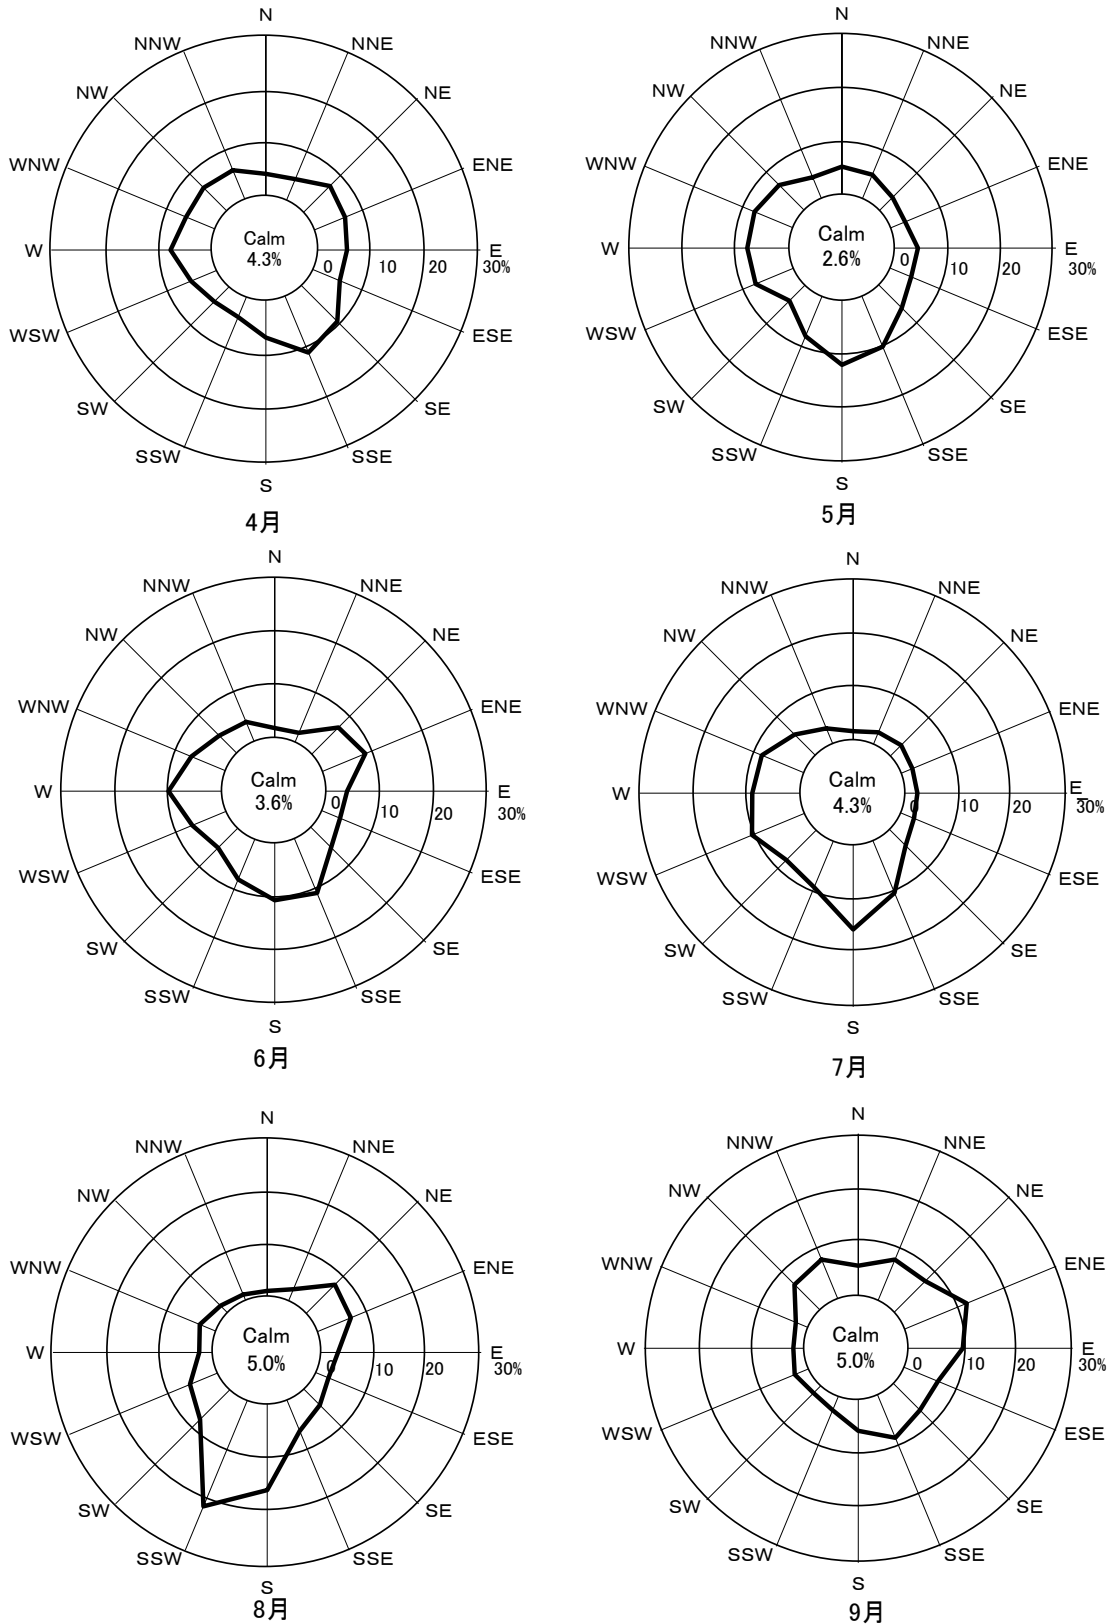 N
NNW NNE
NW NE
WNW ENE
Calm
4.3%
W E
0 10 20 30%
WSW ESE
SW SE
SSW SSE
S
4月
N
NNW NNE
NW NE
WNW ENE
Calm
2.6%
W E
0 10 20 30%
WSW ESE
SW SE
SSW SSE
S
5月
N
NNW NNE
NW NE
WNW ENE
Calm
3.6%
W E
0 10 20 30%
WSW ESE
SW SE
SSW SSE
S
6月
N
NNW NNE
NW NE
WNW ENE
Calm
4.3%
W E
0 10 20 30%
WSW ESE
SW SE
SSW SSE
S
7月
N
NNW NNE
NW NE
WNW ENE
Calm
5.0%
W E
0 10 20 30%
WSW ESE
SW SE
SSW SSE
S
8月
N
NNW NNE
NW NE
WNW ENE
Calm
5.0%
W E
0 10 20 30%
WSW ESE
SW SE
SSW SSE
S
9月